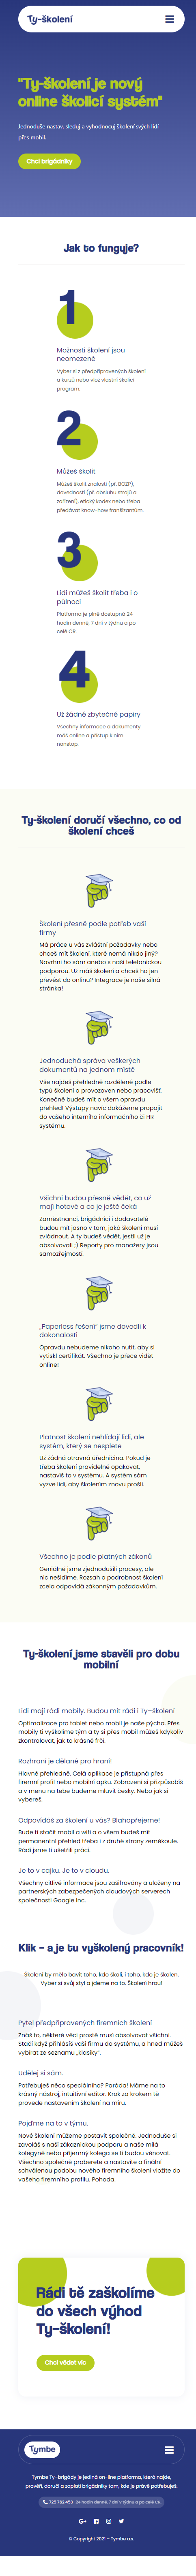 Ty-školení
"Ty-školení je nový
online školicí systém"
Jednoduše nastav, sleduj a vyhodnocuj školení svých lidí
přes mobil.
Chci brigádníky
Jak to funguje?
1
Možností školení jsou
neomezené
Vyber si z předpřipravených školení
a kurzů nebo vlož vlastní školící
program.
2
Můžeš školit
Můžeš školit znalosti (př. BOZP),
dovednosti (př. obsluhu strojů a
zařízení), etický kodex nebo třeba
předávat know-how franšízantům.
3
Lidi můžeš školit třeba i o
půlnoci
Platforma je plně dostupná 24
hodin denně, 7 dní v týdnu a po
celé ČR.
4
Už žádné zbytečné papíry
Všechny informace a dokumenty
máš online a přístup k nim
nonstop.
Ty-školení doručí všechno, co od
školení chceš
Školení přesně podle potřeb vaší
firmy
Má práce u vás zvláštní požadavky nebo
chceš mít školení, které nemá nikdo jiný?
Navrhni ho sám anebo s naší telefonickou
podporou. Už máš školení a chceš ho jen
převést do onlinu? Integrace je naše silná
stránka!
Jednoduchá správa veškerých
dokumentů na jednom místě
Vše najdeš přehledně rozdělené podle
typů školení a provozoven nebo pracovišť.
Konečně budeš mít o všem opravdu
přehled! Výstupy navíc dokážeme propojit
do vašeho interního informačního či HR
systému.
Všichni budou přesně vědět, co už
mají hotové a co je ještě čeká
Zaměstnanci, brigádníci i dodavatelé
budou mít jasno v tom, jaká školení musí
zvládnout. A ty budeš vědět, jestli už je
absolvovali ;) Reporty pro manažery jsou
samozřejmostí.
„Paperless řešení" jsme dovedli k
dokonalosti
Opravdu nebudeme nikoho nutit, aby si
vytiskl certifikát. Všechno je přece vidět
online!
Platnost školení nehlídají lidi, ale
systém, který se nesplete
Už žádná otravná úředničina. Pokud je
třeba školení pravidelně opakovat,
nastavíš to v systému. A systém sám
vyzve lidi, aby školením znovu prošli.
Všechno je podle platných zákonů
Geniálně jsme zjednodušili procesy, ale
nic nešidíme. Rozsah a podrobnost školení
zcela odpovídá zákonným požadavkům.
Ty-školení jsme stavěli pro dobu
mobilní
Lidi mají rádi mobily. Budou mít rádi i Ty–školení
Optimalizace pro tablet nebo mobil je naše pýcha. Přes
mobily ti vyškolíme tým a ty si přes mobil můžeš kdykoliv
zkontrolovat, jak to krásně frčí.
Rozhraní je dělané pro hraní!
Hlavně přehledně. Celá aplikace je přístupná přes
firemní profil nebo mobilní apku. Zobrazení si přizpůsobíš
a v menu na tebe budeme mluvit česky. Nebo jak si
vybereš.
Odpovídáš za školení u vás? Blahopřejeme!
Bude ti stačit mobil a wifi a o všem budeš mít
permanentní přehled třeba i z druhé strany zeměkoule.
Rádi jsme ti ušetřili práci.
Je to v cajku. Je to v cloudu.
Všechny citlivé informace jsou zašifrovány a uloženy na
partnerských zabezpečených cloudových serverech
společnosti Google Inc.
Klik – a je tu vyškolený pracovník!
Školení by mělo bavit toho, kdo školí, i toho, kdo je školen.
Vyber si svůj styl a jdeme na to. Školení hrou!
Pytel předpřipravených firemních školení
Znáš to, některé věci prostě musí absolvovat všichni.
Stačí když přihlásíš vaši firmu do systému, a hned můžeš
vybírat ze seznamu „klasiky".
Udělej si sám.
Potřebuješ něco speciálního? Paráda! Máme na to
krásný nástroj, intuitivní editor. Krok za krokem tě
provede nastavením školení na míru.
Pojďme na to v týmu.
Nové školení můžeme postavit společně. Jednoduše si
zavoláš s naší zákaznickou podporu a naše milá
kolegyně nebo příjemný kolega se ti budou věnovat.
Všechno společně proberete a nastavíte a finální
schválenou podobu nového firemního školení vložíte do
vašeho firemního profilu. Pohoda.
Rádi tě zaškolíme
do všech výhod
Ty–školení!
Chci vědět víc
Tymbe
Tymbe Ty-brigády je jediná on-line platforma, která najde,
prověří, doručí a zaplatí brigádníky tam, kde je právě potřebuješ.
725 762 453 24 hodin denně, 7 dní v týdnu a po celé ČR.
© Copyright 2021 – Tymbe a.s.